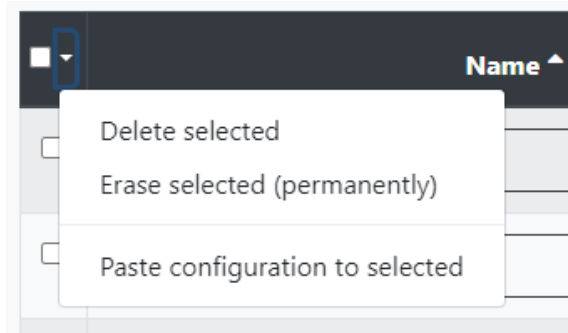 Name
Delete selected
Erase selected (permanently)
Paste configuration to selected